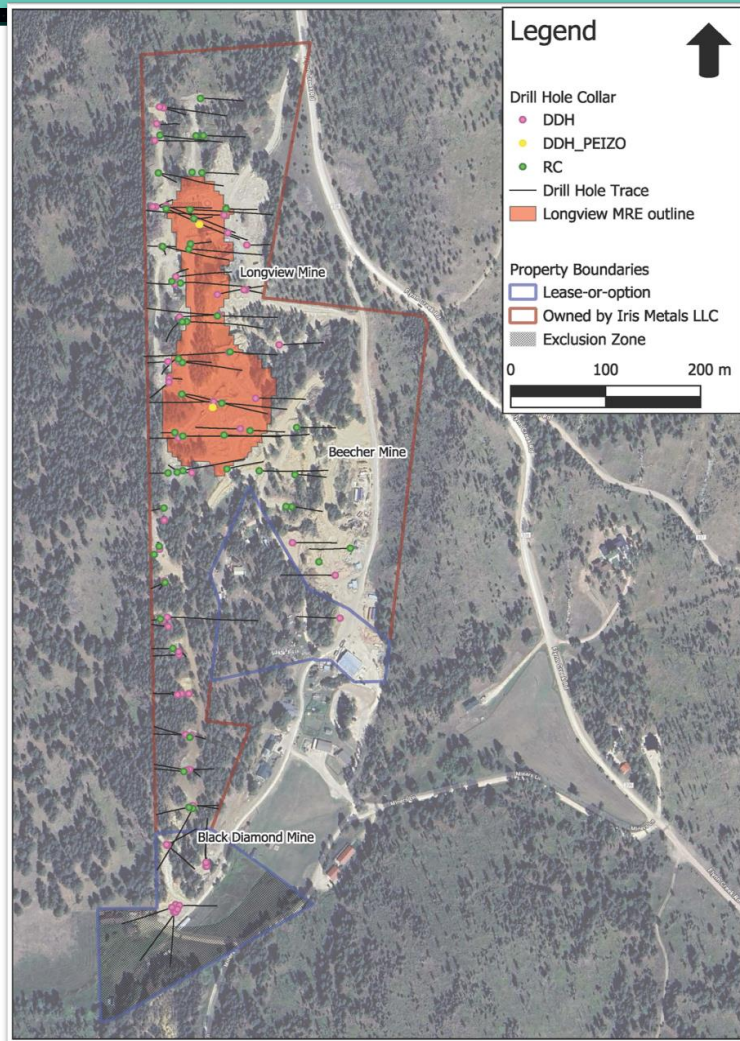 Legend
Drill Hole Collar
DDH
DDH_PEIZO
RC
Drill Hole Trace
Longview MRE outline
Property Boundaries
Lease-or-option
Owned by Iris Metals LLC
Exclusion Zone
0 100 200 m
Longview Mine
Beecher Mine
Black Diamond Mine